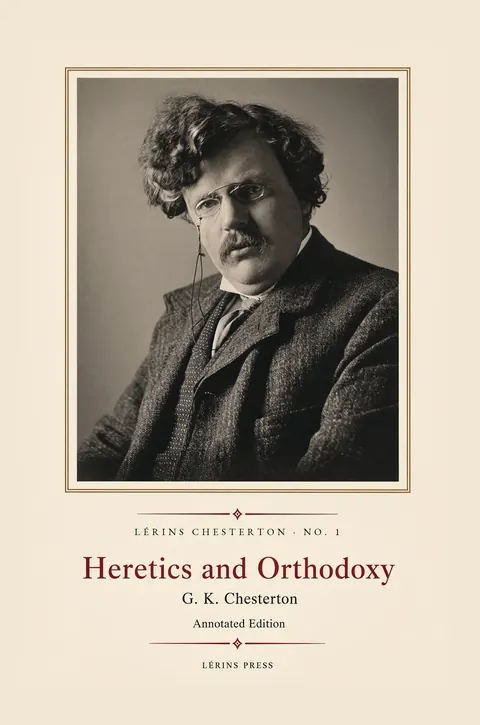 LÉRINS CHESTERTON · NO. 1
Heretics and Orthodoxy
G. K. Chesterton
Annotated Edition
LÉRINS PRESS